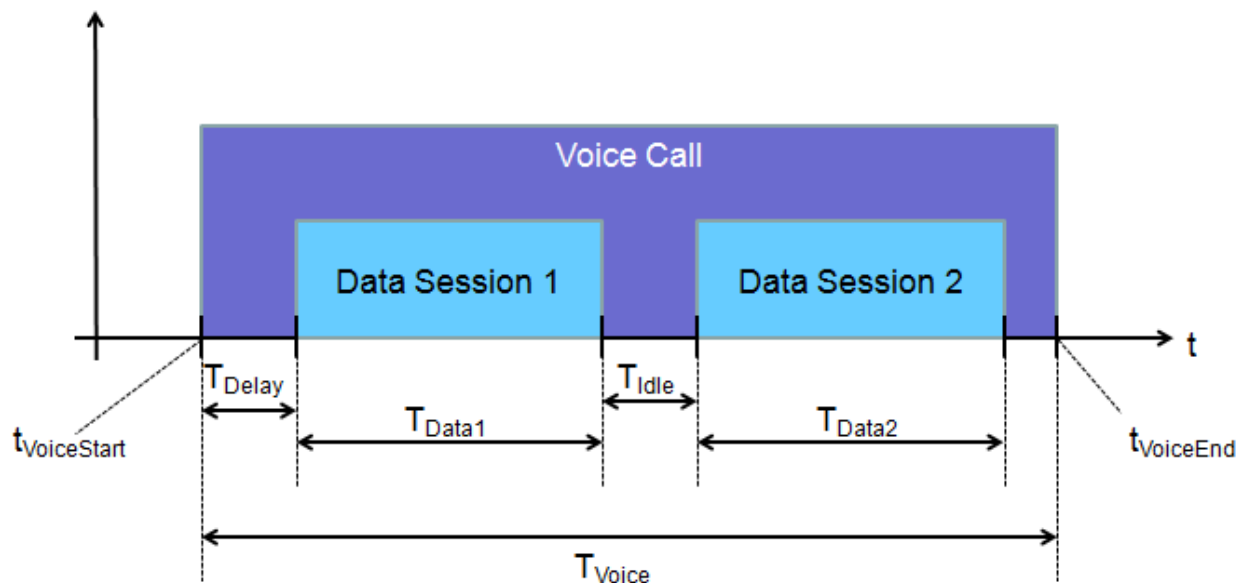 Voice Call
Data Session 1
Data Session 2
t
TDelay
TIdle
TData1
TData2
tVoiceStart
tVoiceEnd
TVoice